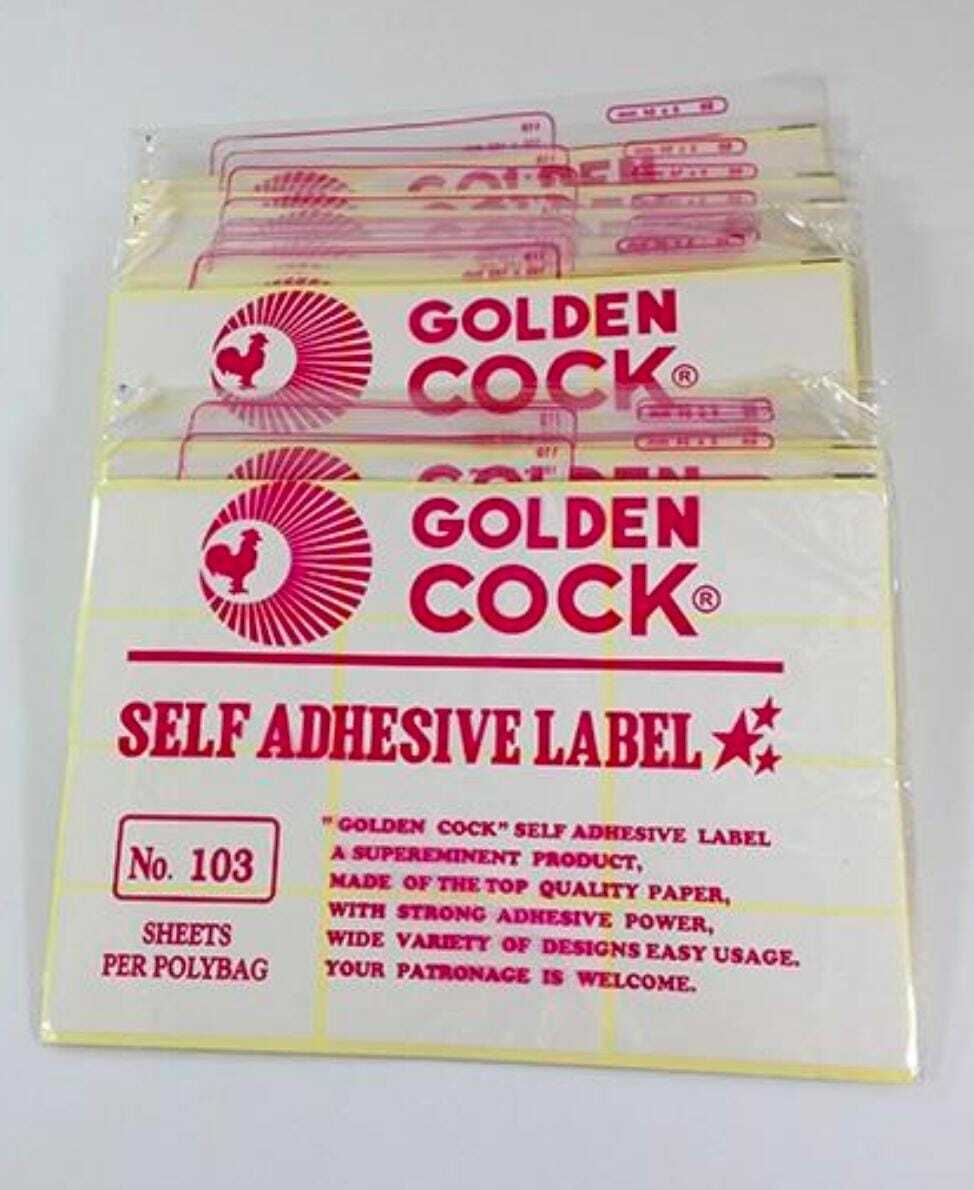 GOLDEN
GOLDEN
COCK®
GOLDEN
GOLDEN
COCK®
SELF ADHESIVE LABEL
No. 103
SHEETS
PER POLYBAG
"GOLDEN COCK" SELF ADHESIVE LABEL
A SUPEREMINENT PRODUCT,
MADE OF THE TOP QUALITY PAPER,
WITH STRONG ADHESIVE POWER,
WIDE VARIETY OF DESIGNS EASY USAGE.
YOUR PATRONAGE IS WELCOME.